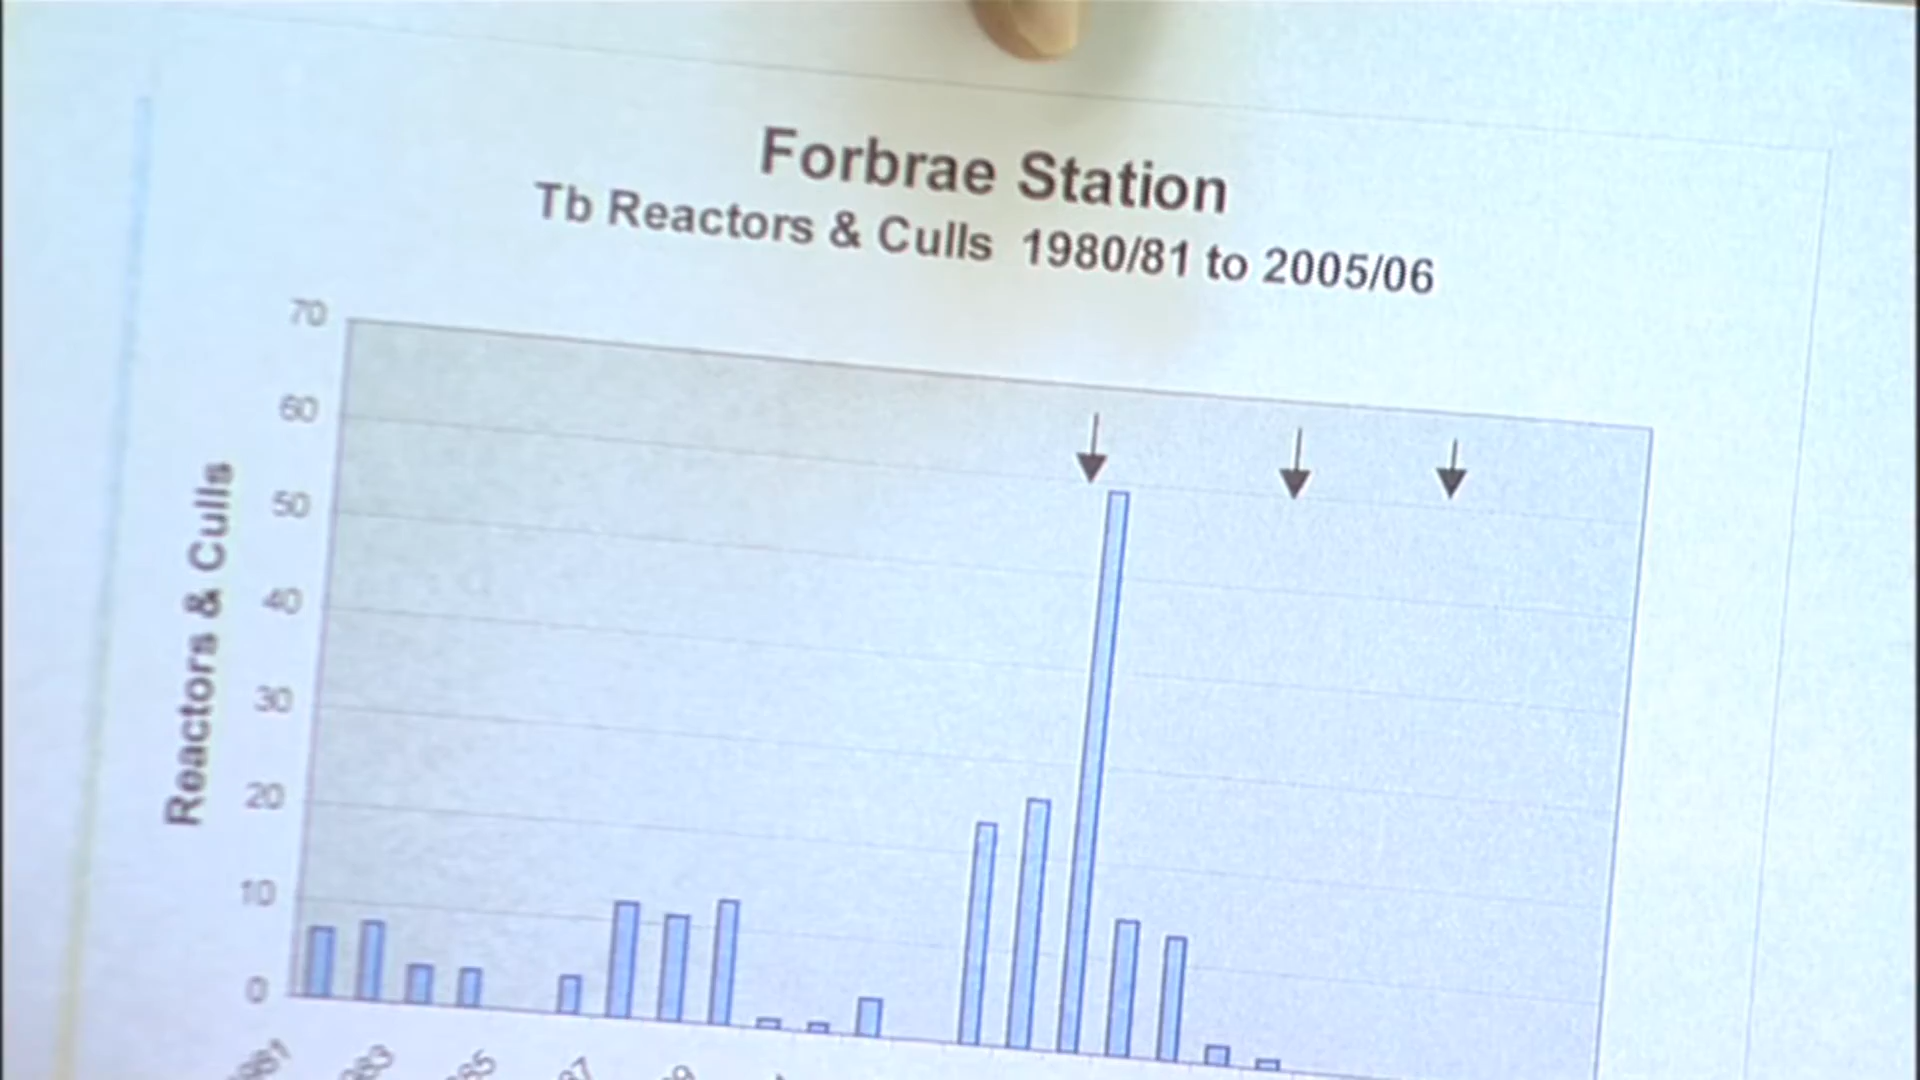 Forbrae Station
Tb Reactors & Culls 1980/81 to 2005/06
70
60
50
40
30
20
10
0
Reactors & Culls